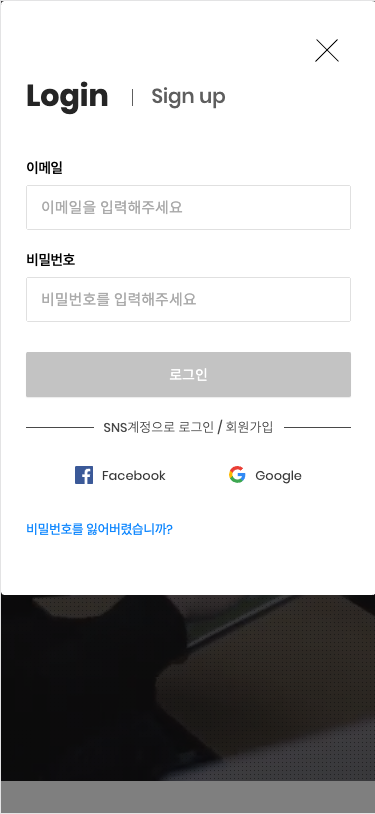 Login | Sign up
이메일
이메일을 입력해주세요
비밀번호
비밀번호를 입력해주세요
로그인
SNS계정으로 로그인 / 회원가입
Facebook Google
비밀번호를 잃어버렸습니까?